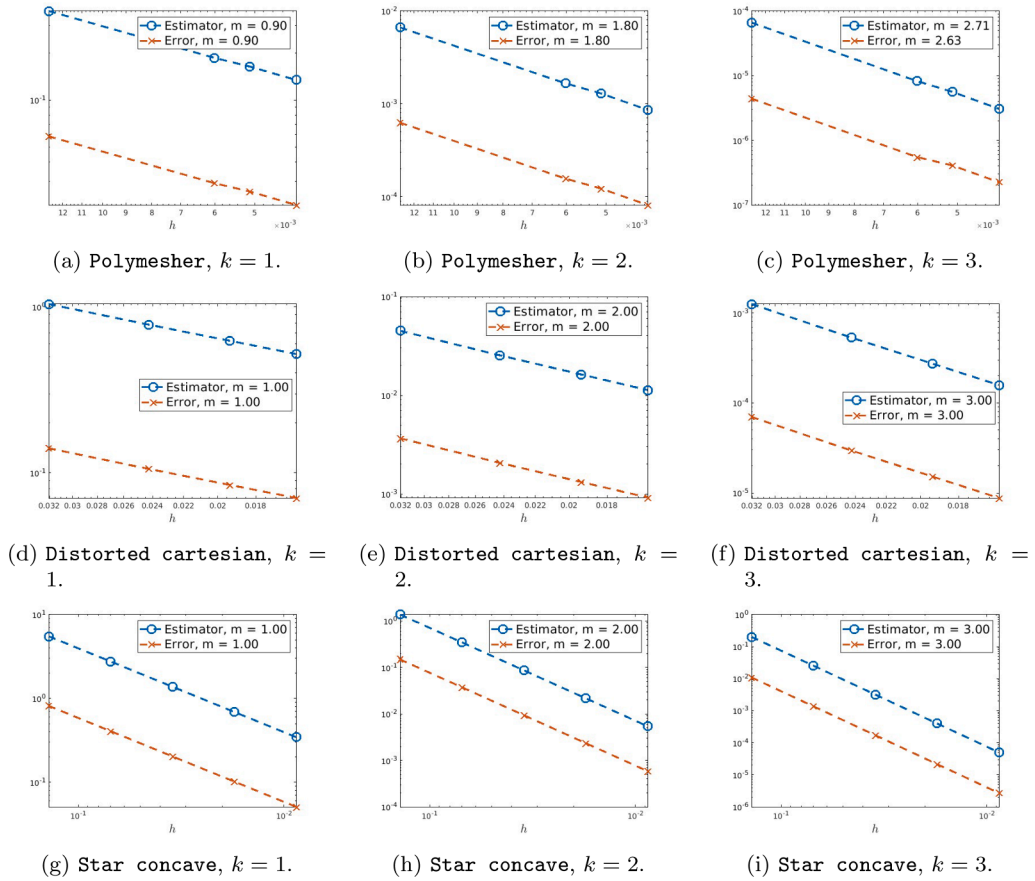 Estimator, m = 0.90
Error, m = 0.90
10^-1
12 11 10 9 8 7 6 5
×10^-3
h
(a) Polymesher, k = 1.
10^-2
Estimator, m = 1.80
Error, m = 1.80
10^-3
10^-4
12 11 10 9 8 7 6 5
×10^-3
h
(b) Polymesher, k = 2.
10^-4
Estimator, m = 2.71
Error, m = 2.63
10^-5
10^-6
10^-7
12 11 10 9 8 7 6 5
×10^-3
h
(c) Polymesher, k = 3.
10^0
Estimator, m = 1.00
Error, m = 1.00
10^-1
0.032 0.03 0.028 0.026 0.024 0.022 0.02 0.018
h
(d) Distorted cartesian, k =
1.
10^-1
Estimator, m = 2.00
Error, m = 2.00
10^-2
10^-3
0.032 0.03 0.028 0.026 0.024 0.022 0.02 0.018
h
(e) Distorted cartesian, k =
2.
10^-3
Estimator, m = 3.00
Error, m = 3.00
10^-4
10^-5
0.032 0.03 0.028 0.026 0.024 0.022 0.02 0.018
h
(f) Distorted cartesian, k =
3.
10^1
Estimator, m = 1.00
Error, m = 1.00
10^0
10^-1
10^-1 10^-2
h
(g) Star concave, k = 1.
10^0
Estimator, m = 2.00
Error, m = 2.00
10^-1
10^-2
10^-3
10^-4
10^-1 10^-2
h
(h) Star concave, k = 2.
10^0
Estimator, m = 3.00
Error, m = 3.00
10^-1
10^-2
10^-3
10^-4
10^-5
10^-6
10^-1 10^-2
h
(i) Star concave, k = 3.